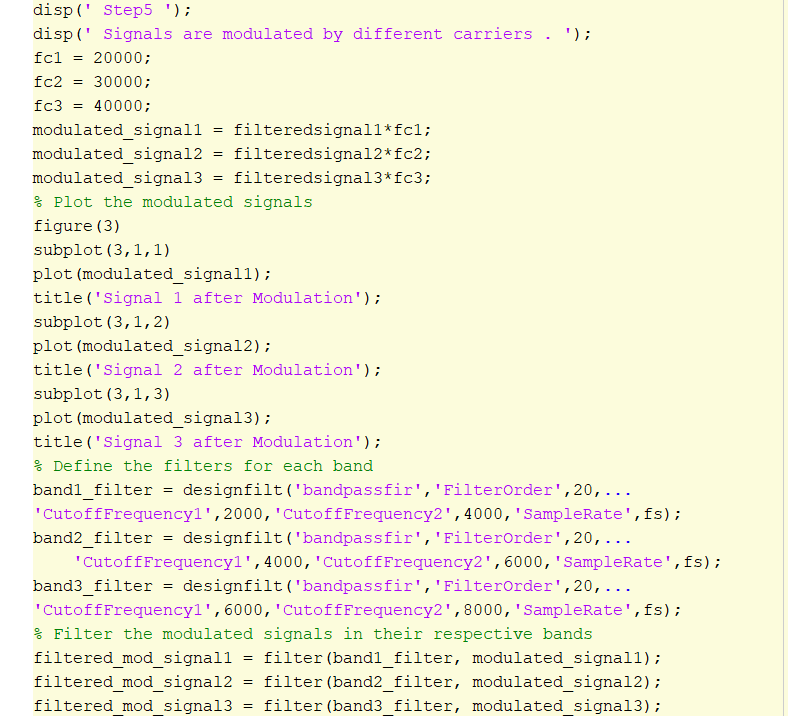 disp(' Step5 ');
disp(' Signals are modulated by different carriers . ');
fc1 = 20000;
fc2 = 30000;
fc3 = 40000;
modulated_signal1 = filteredsignal1*fc1;
modulated_signal2 = filteredsignal2*fc2;
modulated_signal3 = filteredsignal3*fc3;
% Plot the modulated signals
figure(3)
subplot(3,1,1)
plot(modulated_signal1);
title('Signal 1 after Modulation');
subplot(3,1,2)
plot(modulated_signal2);
title('Signal 2 after Modulation');
subplot(3,1,3)
plot(modulated_signal3);
title('Signal 3 after Modulation');
% Define the filters for each band
band1_filter = designfilt('bandpassfir','FilterOrder',20,...
'CutoffFrequency1',2000,'CutoffFrequency2',4000,'SampleRate',fs);
band2_filter = designfilt('bandpassfir','FilterOrder',20,...
    'CutoffFrequency1',4000,'CutoffFrequency2',6000,'SampleRate',fs);
band3_filter = designfilt('bandpassfir','FilterOrder',20,...
'CutoffFrequency1',6000,'CutoffFrequency2',8000,'SampleRate',fs);
% Filter the modulated signals in their respective bands
filtered_mod_signal1 = filter(band1_filter, modulated_signal1);
filtered_mod_signal2 = filter(band2_filter, modulated_signal2);
filtered_mod_signal3 = filter(band3_filter, modulated_signal3);